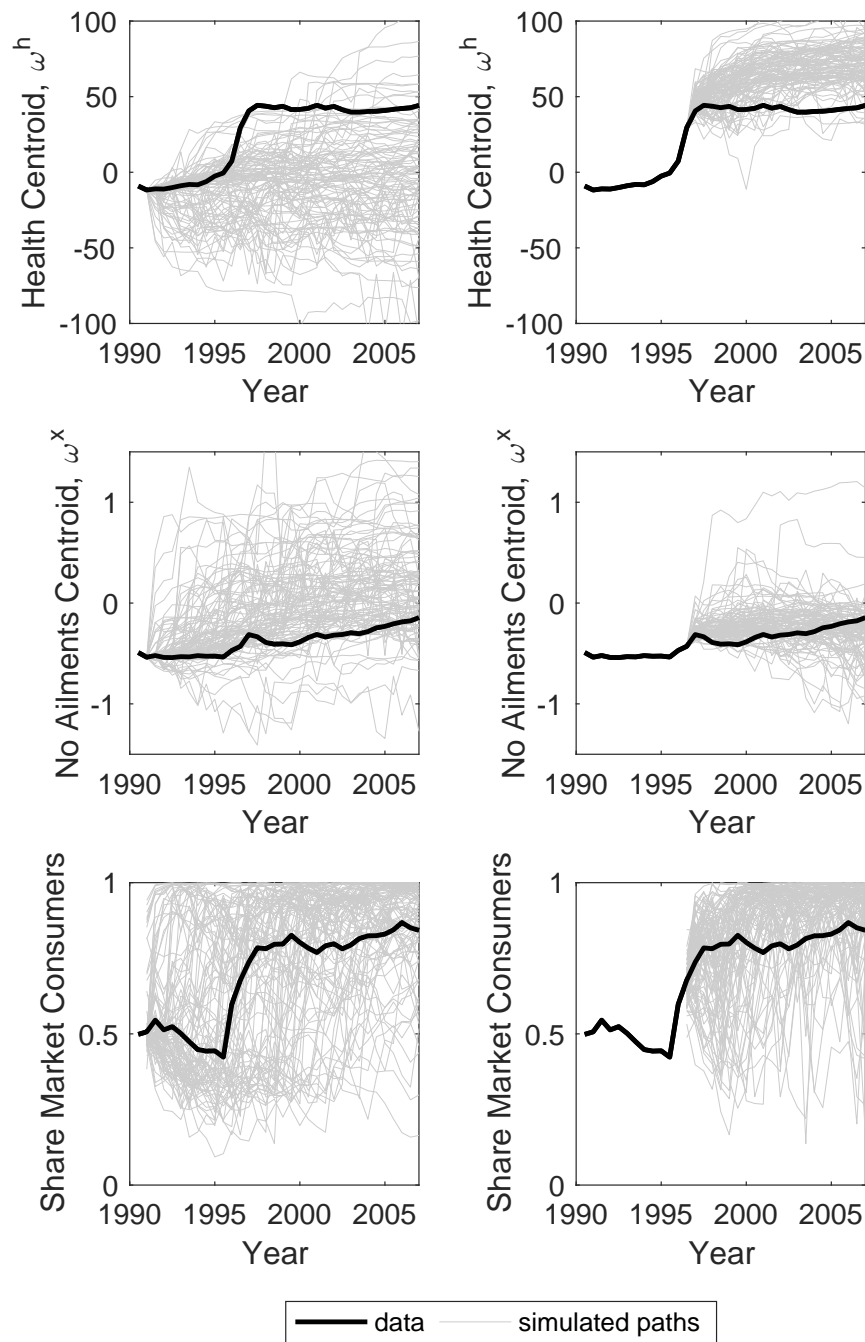 Health Centroid, ω^h
100
50
0
-50
-100
1990 1995 2000 2005
Year
Health Centroid, ω^h
100
50
0
-50
-100
1990 1995 2000 2005
Year
No Ailments Centroid, ω^x
1
0
-1
1990 1995 2000 2005
Year
No Ailments Centroid, ω^x
1
0
-1
1990 1995 2000 2005
Year
Share Market Consumers
1
0.5
0
1990 1995 2000 2005
Year
Share Market Consumers
1
0.5
0
1990 1995 2000 2005
Year
data simulated paths